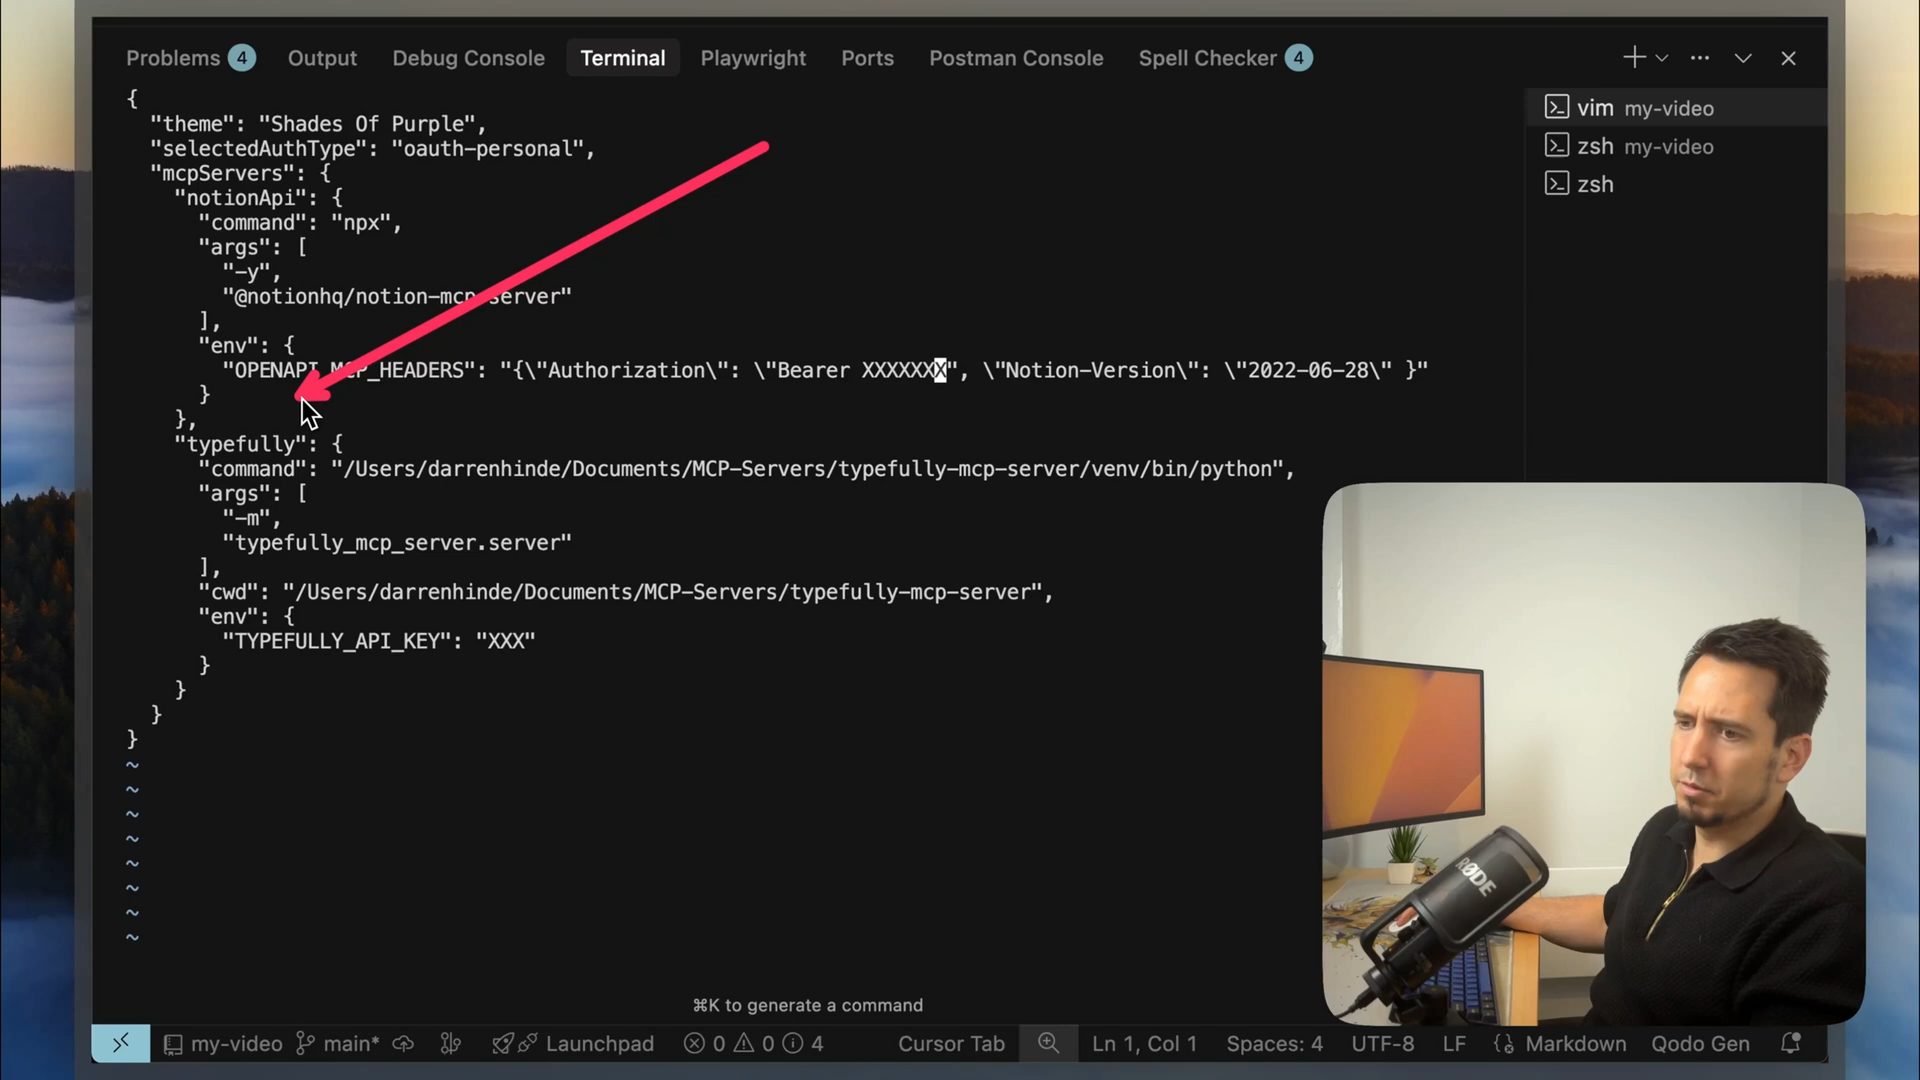 Problems 4 Output Debug Console Terminal Playwright Ports Postman Console Spell Checker 4
{
"theme": "Shades Of Purple",
"selectedAuthType": "oauth-personal",
"mcpServers": {
"notionApi": {
"command": "npx",
"args": [
"-y",
"@notionhq/notion-mcp-server"
],
"env": {
"OPENAPI_MCP_HEADERS": "{\"Authorization\": \"Bearer XXXXXXX", \"Notion-Version\": \"2022-06-28\" }"
}
},
"typefully": {
"command": "/Users/darrenhinde/Documents/MCP-Servers/typefully-mcp-server/venv/bin/python",
"args": [
"-m",
"typefully_mcp_server.server"
],
"cwd": "/Users/darrenhinde/Documents/MCP-Servers/typefully-mcp-server",
"env": {
"TYPEFULLY_API_KEY": "XXX"
}
}
}
}
~
~
~
~
~
~
~
~
vim my-video
zsh my-video
zsh
RØDE
⌘K to generate a command
my-video main* Launchpad 0 0 4 Cursor Tab Ln 1, Col 1 Spaces: 4 UTF-8 LF Markdown Qodo Gen